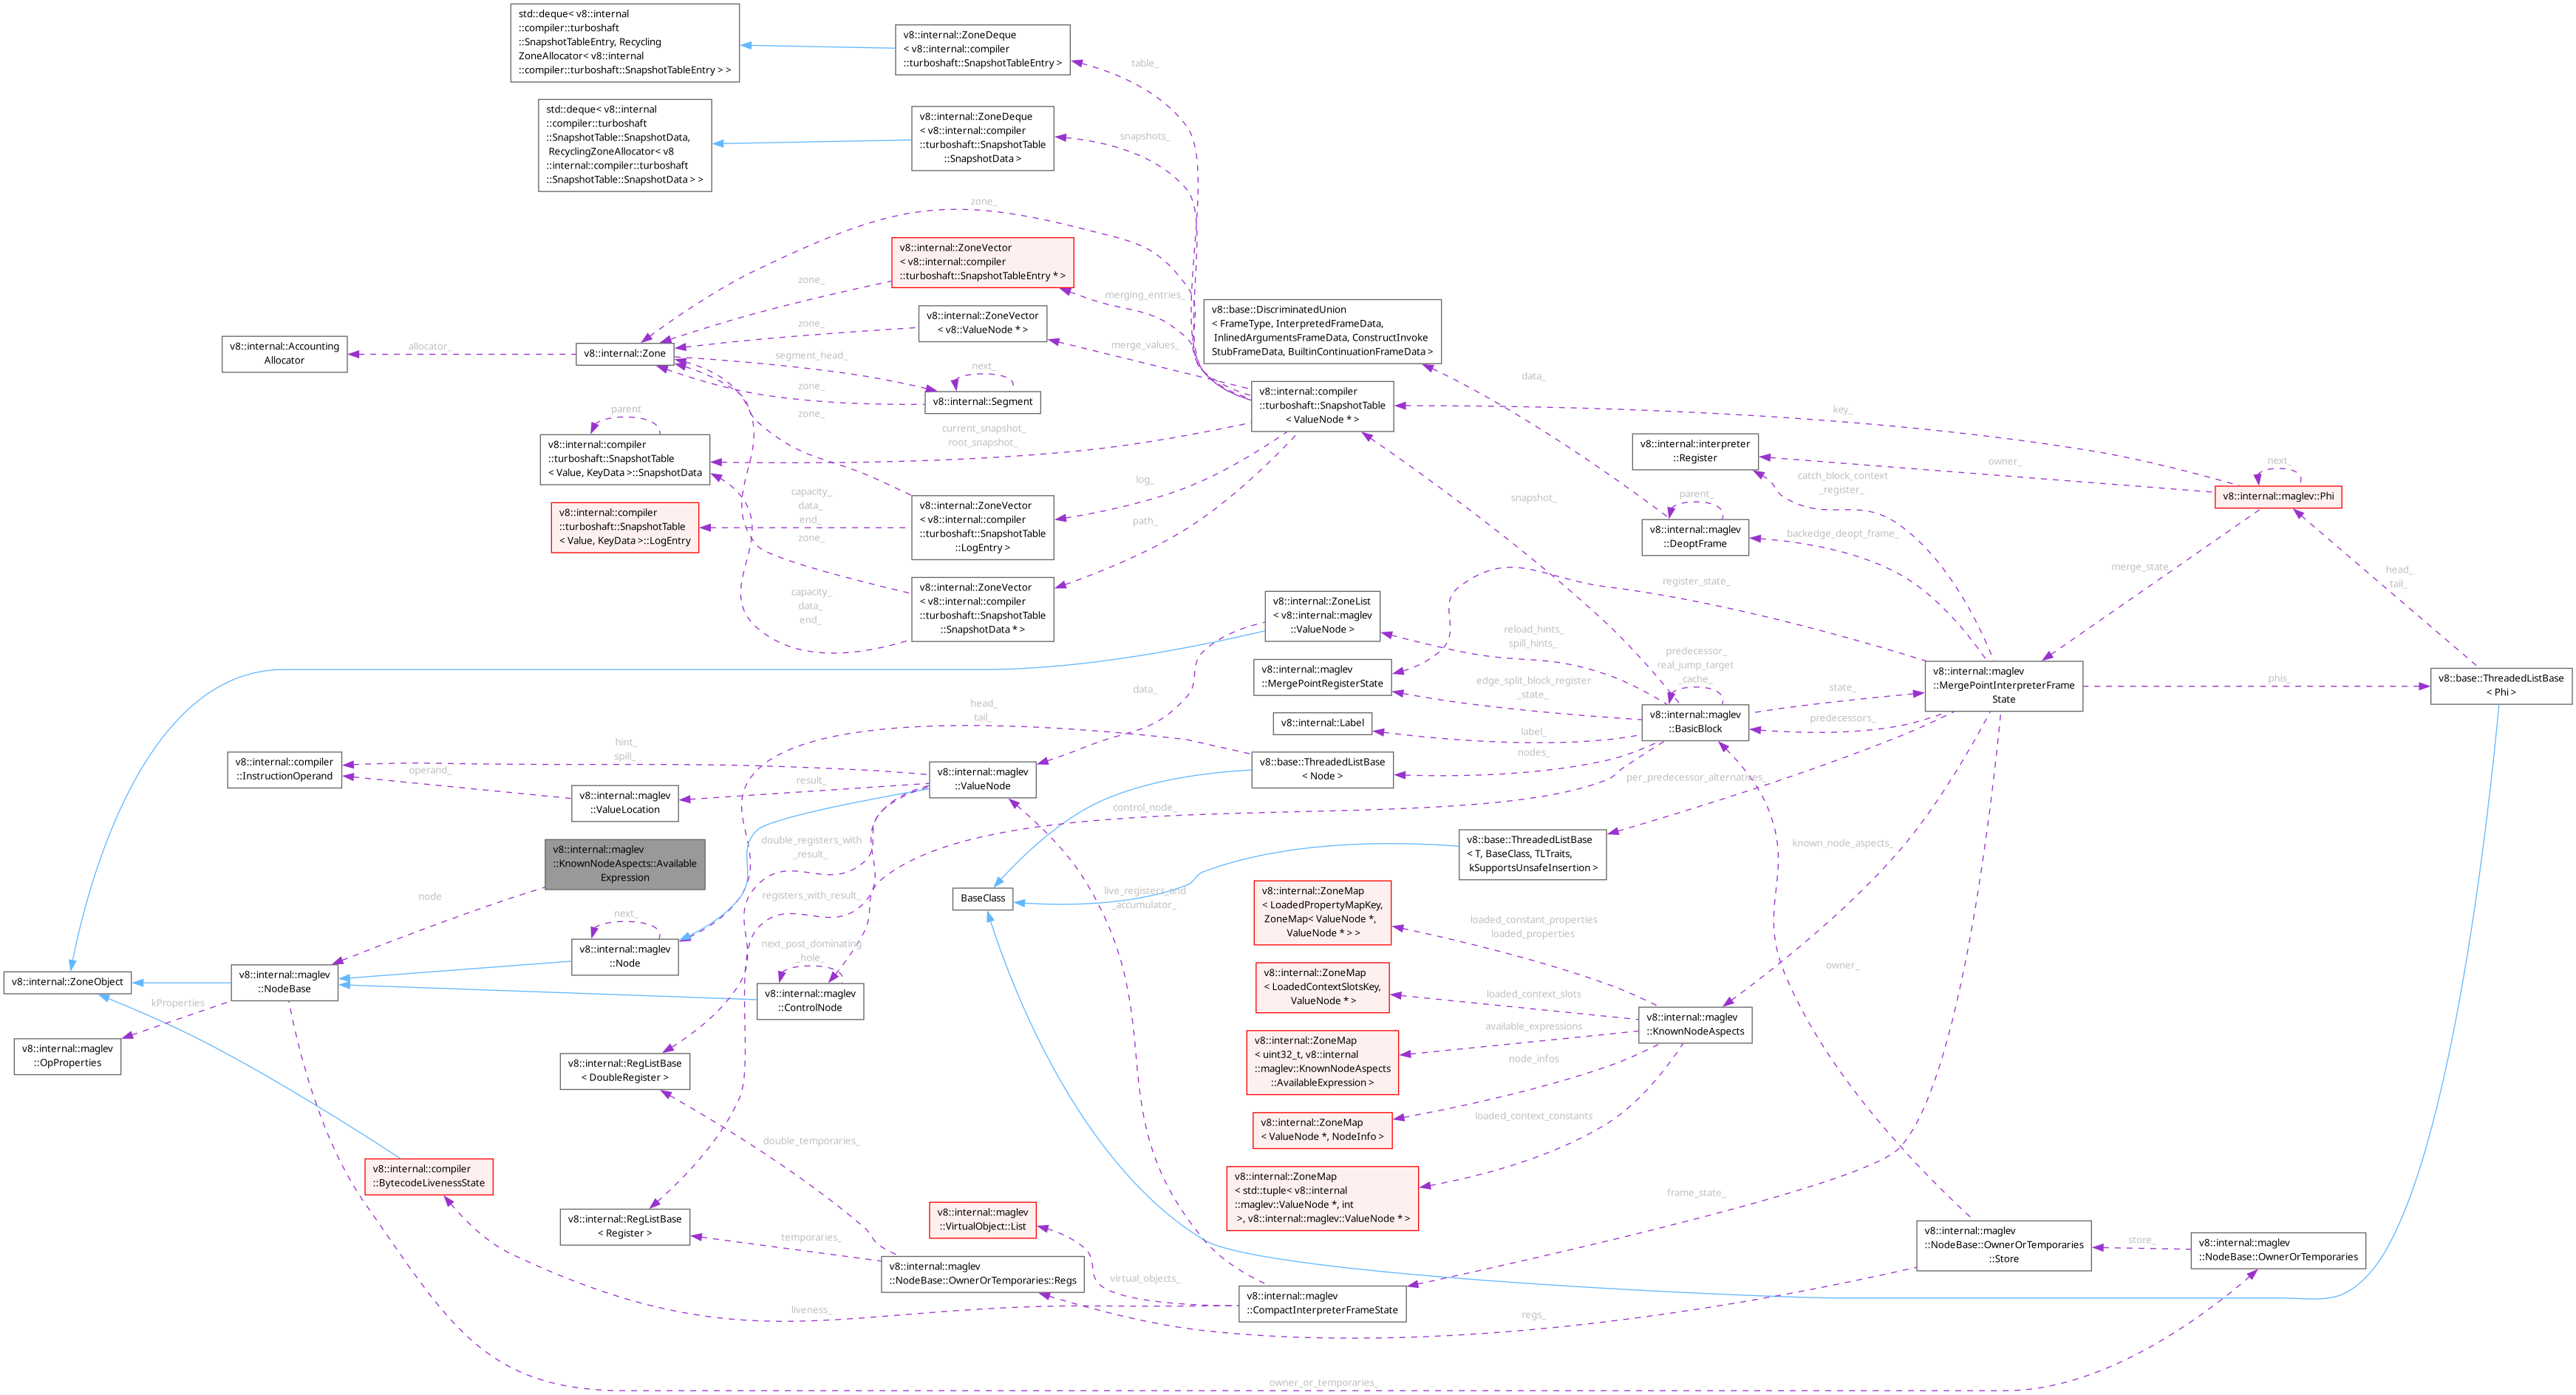 std::deque< v8::internal
::compiler::turboshaft
::SnapshotTableEntry, Recycling
ZoneAllocator< v8::internal
::compiler::turboshaft::SnapshotTableEntry > >
v8::internal::ZoneDeque
< v8::internal::compiler
::turboshaft::SnapshotTableEntry >
table_
std::deque< v8::internal
::compiler::turboshaft
::SnapshotTable::SnapshotData,
RecyclingZoneAllocator< v8
::internal::compiler::turboshaft
::SnapshotTable::SnapshotData > >
v8::internal::ZoneDeque
< v8::internal::compiler
::turboshaft::SnapshotTable
::SnapshotData >
snapshots_
zone_
v8::internal::ZoneVector
< v8::internal::compiler
::turboshaft::SnapshotTableEntry * >
zone_
merging_entries_
v8::internal::ZoneVector
< v8::ValueNode * >
zone_
merge_values_
v8::base::DiscriminatedUnion
< FrameType, InterpretedFrameData,
InlinedArgumentsFrameData, ConstructInvoke
StubFrameData, BuiltinContinuationFrameData >
data_
v8::internal::Accounting
Allocator
allocator_
v8::internal::Zone
segment_head_
zone_
next_
v8::internal::Segment
v8::internal::compiler
::turboshaft::SnapshotTable
< ValueNode * >
key_
zone_
parent
current_snapshot_
root_snapshot_
v8::internal::compiler
::turboshaft::SnapshotTable
< Value, KeyData >::SnapshotData
v8::internal::interpreter
::Register
owner_
next_
v8::internal::maglev::Phi
catch_block_context
_register_
log_
capacity_
data_
end_
v8::internal::compiler
::turboshaft::SnapshotTable
< Value, KeyData >::LogEntry
v8::internal::ZoneVector
< v8::internal::compiler
::turboshaft::SnapshotTable
::LogEntry >
snapshot_
parent_
v8::internal::maglev
::DeoptFrame
backedge_deopt_frame_
path_
zone_
merge_state_
head_
tail_
capacity_
data_
end_
v8::internal::ZoneVector
< v8::internal::compiler
::turboshaft::SnapshotTable
::SnapshotData * >
register_state_
v8::internal::ZoneList
< v8::internal::maglev
::ValueNode >
reload_hints_
spill_hints_
v8::internal::maglev
::MergePointRegisterState
edge_split_block_register
_state_
predecessor_
real_jump_target
_cache_
v8::internal::maglev
::MergePointInterpreterFrame
State
state_
predecessors_
phis_
v8::base::ThreadedListBase
< Phi >
v8::internal::maglev
::BasicBlock
v8::internal::Label
label_
nodes_
data_
head_
tail_
v8::base::ThreadedListBase
< Node >
per_predecessor_alternatives_
v8::internal::compiler
::InstructionOperand
hint_
spill_
operand_
v8::internal::maglev
::ValueLocation
result_
v8::internal::maglev
::ValueNode
control_node_
double_registers_with
_result_
v8::internal::maglev
::KnownNodeAspects::Available
Expression
node
registers_with_result_
v8::base::ThreadedListBase
< T, BaseClass, TLTraits,
kSupportsUnsafeInsertion >
known_node_aspects_
BaseClass
live_registers_and
_accumulator_
v8::internal::ZoneMap
< LoadedPropertyMapKey,
ZoneMap< ValueNode *,
ValueNode * > >
loaded_constant_properties
loaded_properties
next_
v8::internal::maglev
::Node
next_post_dominating
_hole_
v8::internal::ZoneObject
v8::internal::maglev
::NodeBase
kProperties
v8::internal::maglev
::ControlNode
v8::internal::ZoneMap
< LoadedContextSlotsKey,
ValueNode * >
loaded_context_slots
owner_
v8::internal::maglev
::KnownNodeAspects
v8::internal::maglev
::OpProperties
v8::internal::ZoneMap
< uint32_t, v8::internal
::maglev::KnownNodeAspects
::AvailableExpression >
available_expressions
node_infos
v8::internal::RegListBase
< DoubleRegister >
v8::internal::ZoneMap
< ValueNode *, NodeInfo >
loaded_context_constants
double_temporaries_
v8::internal::compiler
::BytecodeLivenessState
v8::internal::ZoneMap
< std::tuple< v8::internal
::maglev::ValueNode *, int
>, v8::internal::maglev::ValueNode * >
frame_state_
v8::internal::RegListBase
< Register >
temporaries_
v8::internal::maglev
::VirtualObject::List
v8::internal::maglev
::NodeBase::OwnerOrTemporaries::Regs
virtual_objects_
liveness_
v8::internal::maglev
::CompactInterpreterFrameState
regs_
v8::internal::maglev
::NodeBase::OwnerOrTemporaries
::Store
store_
v8::internal::maglev
::NodeBase::OwnerOrTemporaries
owner_or_temporaries_